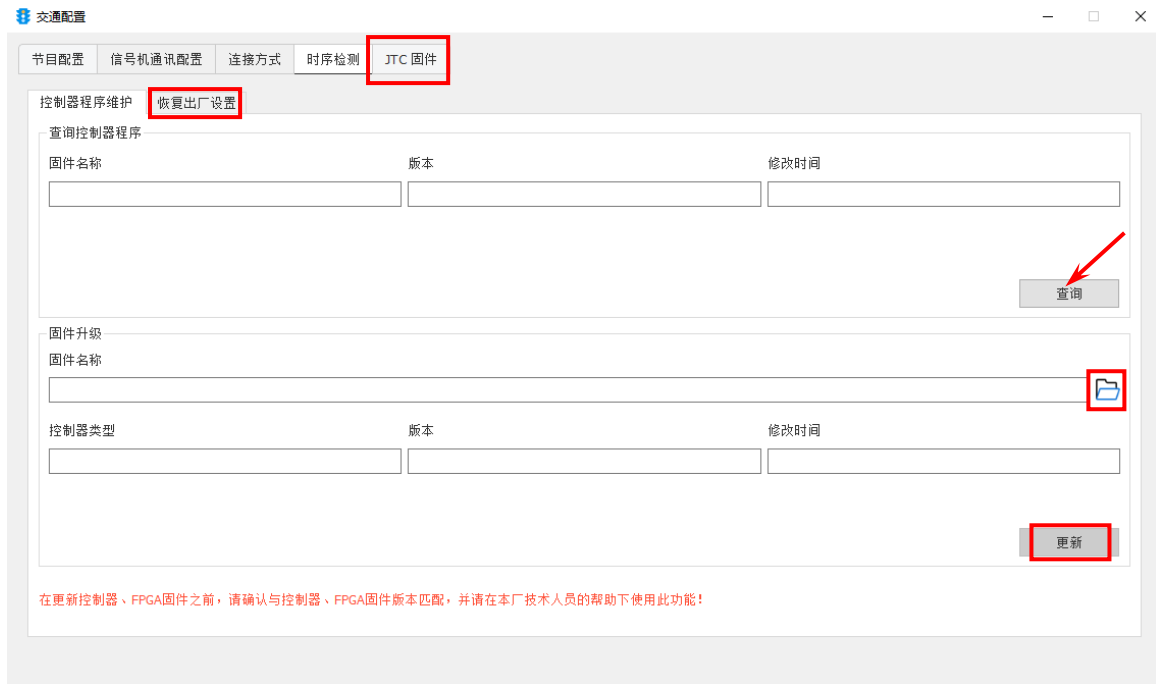 交通配置
节目配置 信号机通讯配置 连接方式 时序检测 JTC 固件
控制器程序维护 恢复出厂设置
查询控制器程序
固件名称 版本 修改时间
查询
固件升级
固件名称
控制器类型 版本 修改时间
更新
在更新控制器、FPGA固件之前，请确认与控制器、FPGA固件版本匹配，并请在本厂技术人员的帮助下使用此功能！